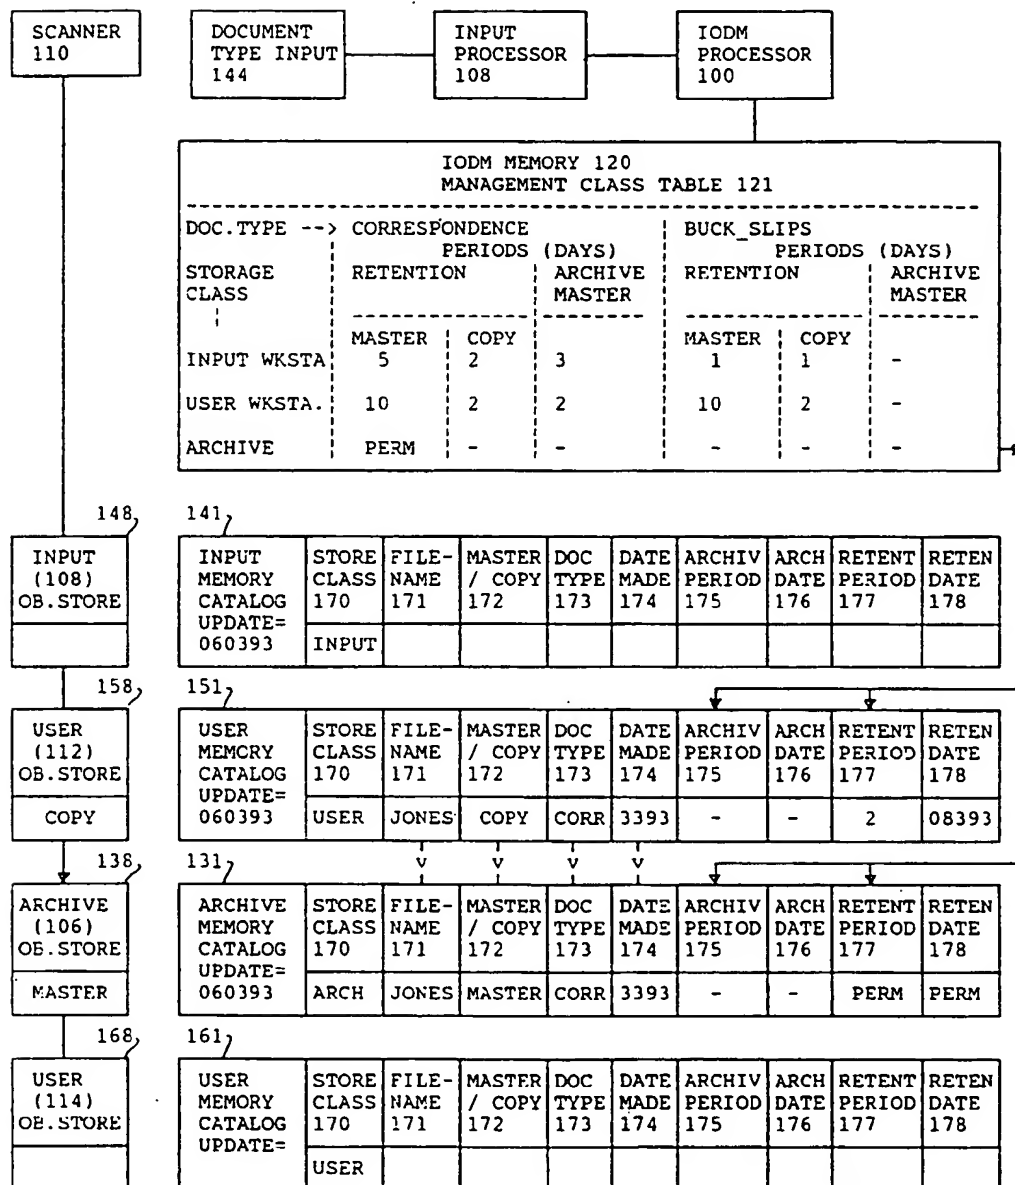 SCANNER 110
DOCUMENT TYPE INPUT 144
INPUT PROCESSOR 108
IODM PROCESSOR 100
IODM MEMORY 120
MANAGEMENT CLASS TABLE 121
DOC.TYPE --> CORRESPONDENCE BUCK_SLIPS
PERIODS (DAYS) PERIODS (DAYS)
STORAGE RETENTION ARCHIVE RETENTION ARCHIVE
CLASS MASTER MASTER
MASTER COPY MASTER COPY
INPUT WKSTA 5 2 3 1 1 -
USER WKSTA. 10 2 2 10 2 -
ARCHIVE PERM - - - - -
148 141
INPUT INPUT STORE FILE- MASTER DOC DATE ARCHIV ARCH RETENT RETEN
(108) MEMORY CLASS NAME / COPY TYPE MADE PERIOD DATE PERIOD DATE
OB.STORE CATALOG 170 171 172 173 174 175 176 177 178
UPDATE=
060393 INPUT
158 151
USER USER STORE FILE- MASTER DOC DATE ARCHIV ARCH RETENT RETEN
(112) MEMORY CLASS NAME / COPY TYPE MADE PERIOD DATE PERIOD DATE
OB.STORE CATALOG 170 171 172 173 174 175 176 177 178
UPDATE=
COPY 060393 USER JONES COPY CORR 3393 - - 2 08393
138 131 v v v v
ARCHIVE ARCHIVE STORE FILE- MASTER DOC DATE ARCHIV ARCH RETENT RETEN
(106) MEMORY CLASS NAME / COPY TYPE MADE PERIOD DATE PERIOD DATE
OB.STORE CATALOG 170 171 172 173 174 175 176 177 178
UPDATE=
MASTER 060393 ARCH JONES MASTER CORR 3393 - - PERM PERM
168 161
USER USER STORE FILE- MASTER DOC DATE ARCHIV ARCH RETENT RETEN
(114) MEMORY CLASS NAME / COPY TYPE MADE PERIOD DATE PERIOD DATE
OB.STORE CATALOG 170 171 172 173 174 175 176 177 178
UPDATE=
USER